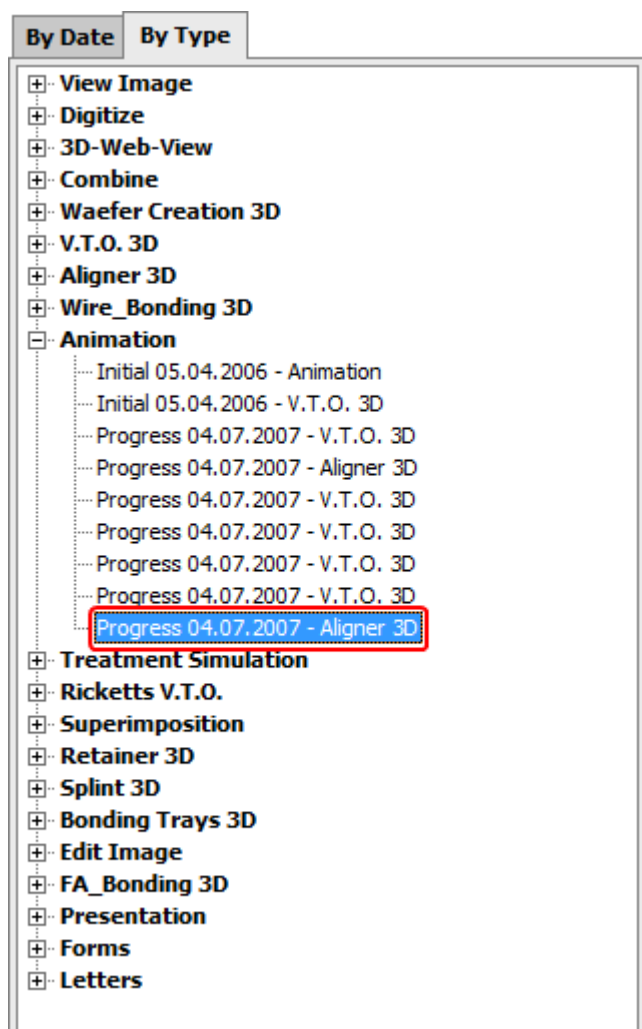 By Date By Type
View Image
Digitize
3D-Web-View
Combine
Waefer Creation 3D
V.T.O. 3D
Aligner 3D
Wire_Bonding 3D
Animation
Initial 05.04.2006 - Animation
Initial 05.04.2006 - V.T.O. 3D
Progress 04.07.2007 - V.T.O. 3D
Progress 04.07.2007 - Aligner 3D
Progress 04.07.2007 - V.T.O. 3D
Progress 04.07.2007 - V.T.O. 3D
Progress 04.07.2007 - V.T.O. 3D
Progress 04.07.2007 - V.T.O. 3D
Progress 04.07.2007 - Aligner 3D
Treatment Simulation
Ricketts V.T.O.
Superimposition
Retainer 3D
Splint 3D
Bonding Trays 3D
Edit Image
FA_Bonding 3D
Presentation
Forms
Letters